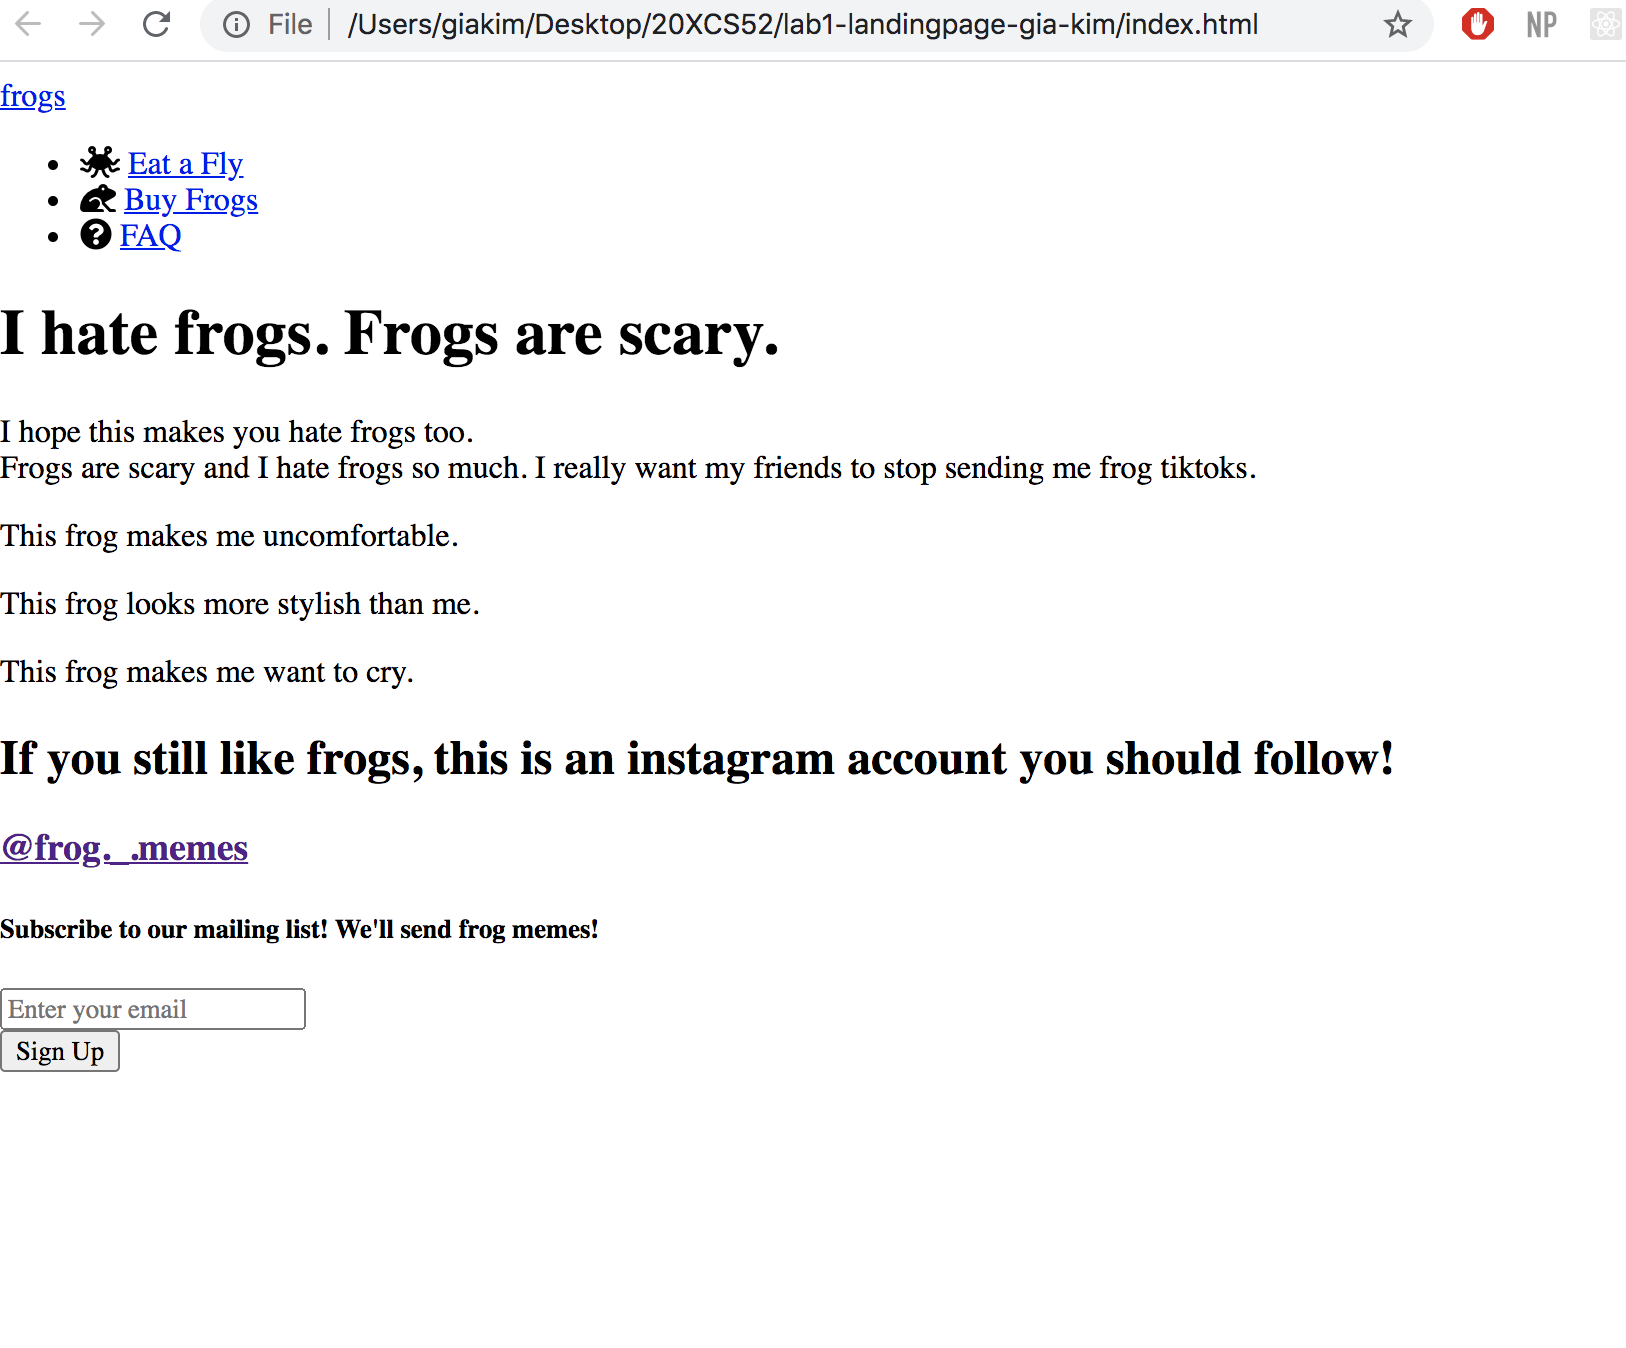 File /Users/giakim/Desktop/20XCS52/lab1-landingpage-gia-kim/index.html NP
frogs
Eat a Fly
Buy Frogs
? FAQ
I hate frogs. Frogs are scary.
I hope this makes you hate frogs too.
Frogs are scary and I hate frogs so much. I really want my friends to stop sending me frog tiktoks.
This frog makes me uncomfortable.
This frog looks more stylish than me.
This frog makes me want to cry.
If you still like frogs, this is an instagram account you should follow!
@frog._.memes
Subscribe to our mailing list! We'll send frog memes!
Enter your email
Sign Up